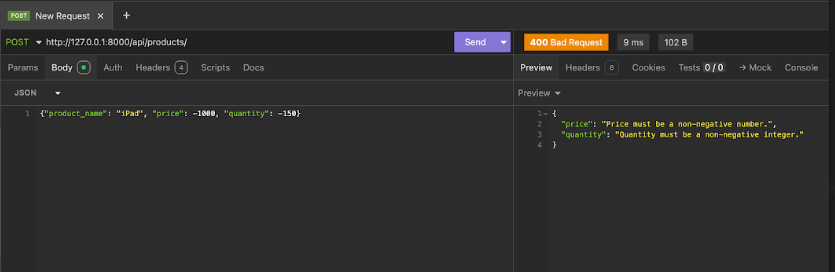 POST New Request × +
POST http://127.0.0.1:8000/api/products/ Send 400 Bad Request 9 ms 102 B
Params Body Auth Headers 4 Scripts Docs Preview Headers 8 Cookies Tests 0 / 0 → Mock Console
JSON Preview
1 {"product_name": "iPad", "price": -1000, "quantity": -150}
1 {
2 "price": "Price must be a non-negative number.",
3 "quantity": "Quantity must be a non-negative integer."
4 }